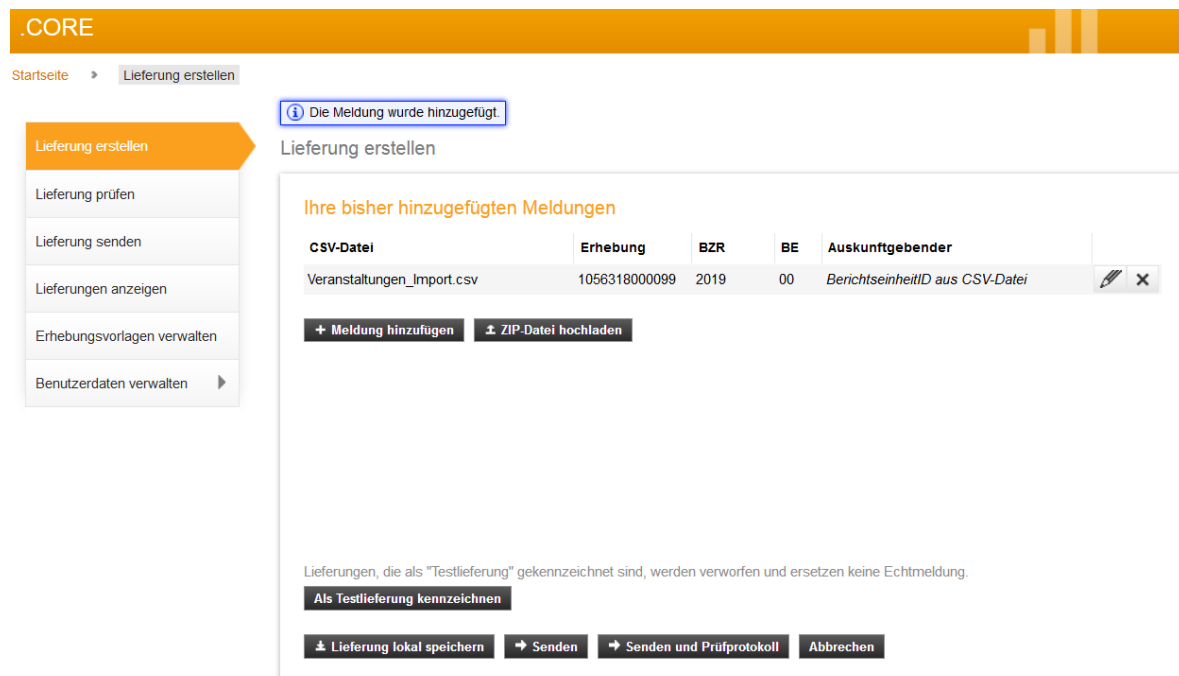 .CORE
Startseite > Lieferung erstellen
Die Meldung wurde hinzugefügt.
Lieferung erstellen
Lieferung prüfen
Lieferung senden
Lieferungen anzeigen
Erhebungsvorlagen verwalten
Benutzerdaten verwalten
Lieferung erstellen
Ihre bisher hinzugefügten Meldungen
CSV-Datei Erhebung BZR BE Auskunftgebender
Veranstaltungen_Import.csv 1056318000099 2019 00 BerichtseinheitID aus CSV-Datei
+ Meldung hinzufügen ZIP-Datei hochladen
Lieferungen, die als "Testlieferung" gekennzeichnet sind, werden verworfen und ersetzen keine Echtmeldung.
Als Testlieferung kennzeichnen
Lieferung lokal speichern Senden Senden und Prüfprotokoll Abbrechen